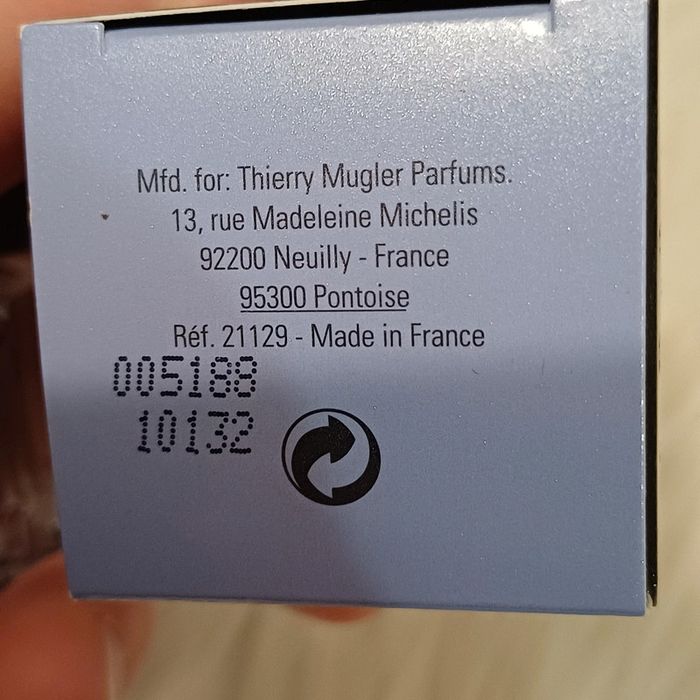 Mfd. for: Thierry Mugler Parfums.
13, rue Madeleine Michelis
92200 Neuilly - France
95300 Pontoise
Réf. 21129 - Made in France
005188
10132